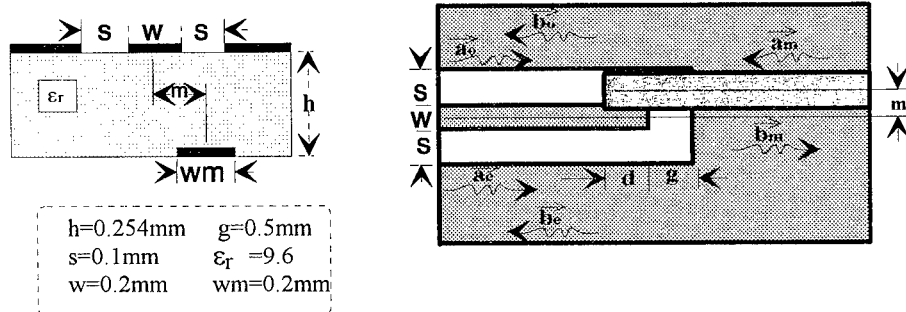 S W S
εr
m
h
wm
h=0.254mm g=0.5mm
s=0.1mm εr =9.6
w=0.2mm wm=0.2mm
bo
ao
am
S
W
S
m
bm
ae
d g
be